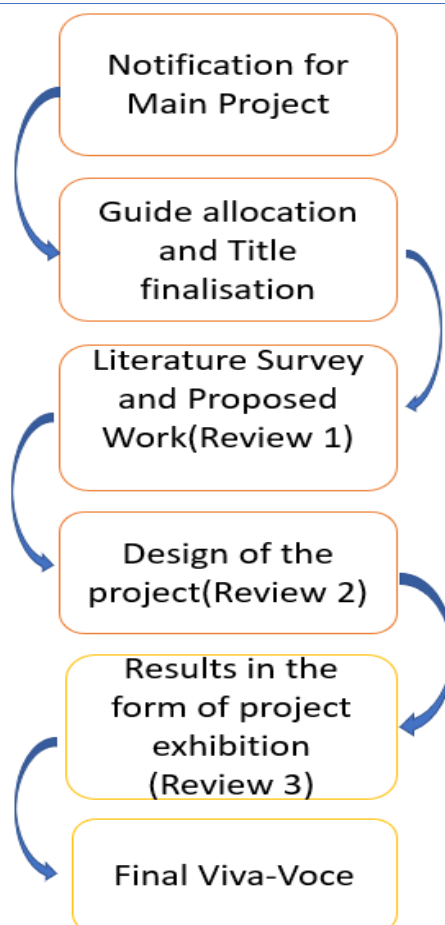 Notification for
Main Project
Guide allocation
and Title
finalisation
Literature Survey
and Proposed
Work(Review 1)
Design of the
project(Review 2)
Results in the
form of project
exhibition
(Review 3)
Final Viva-Voce